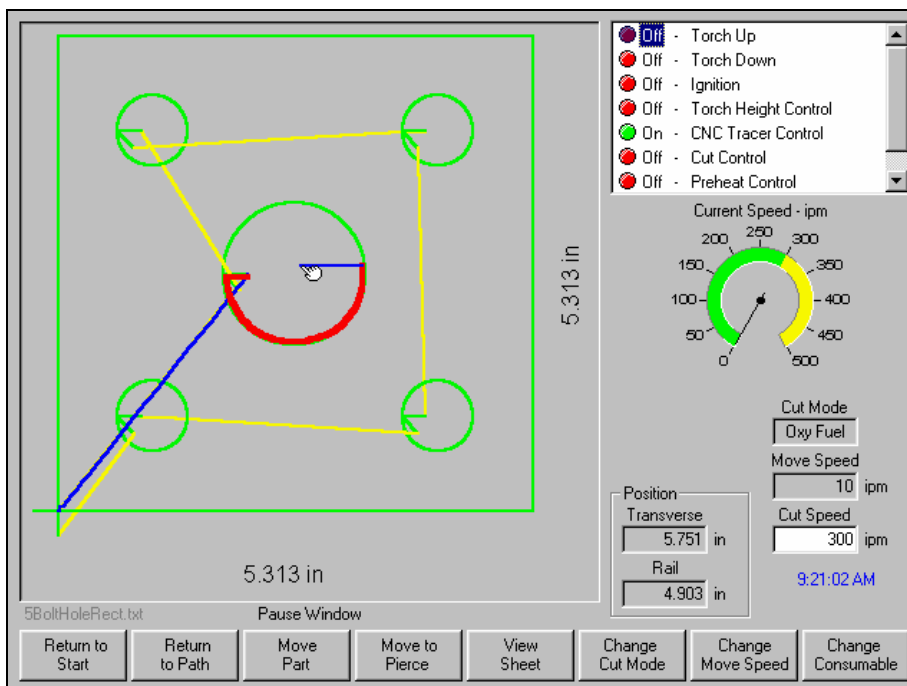 Off - Torch Up
Off - Torch Down
Off - Ignition
Off - Torch Height Control
On - CNC Tracer Control
Off - Cut Control
Off - Preheat Control
Current Speed - ipm
0 50 100 150 200 250 300 350 400 450 500
5.313 in
5.313 in
Cut Mode
Oxy Fuel
Move Speed
10 ipm
Cut Speed
300 ipm
9:21:02 AM
Position
Transverse
5.751 in
Rail
4.903 in
5BoltHoleRect.txt
Pause Window
Return to Start
Return to Path
Move Part
Move to Pierce
View Sheet
Change Cut Mode
Change Move Speed
Change Consumable